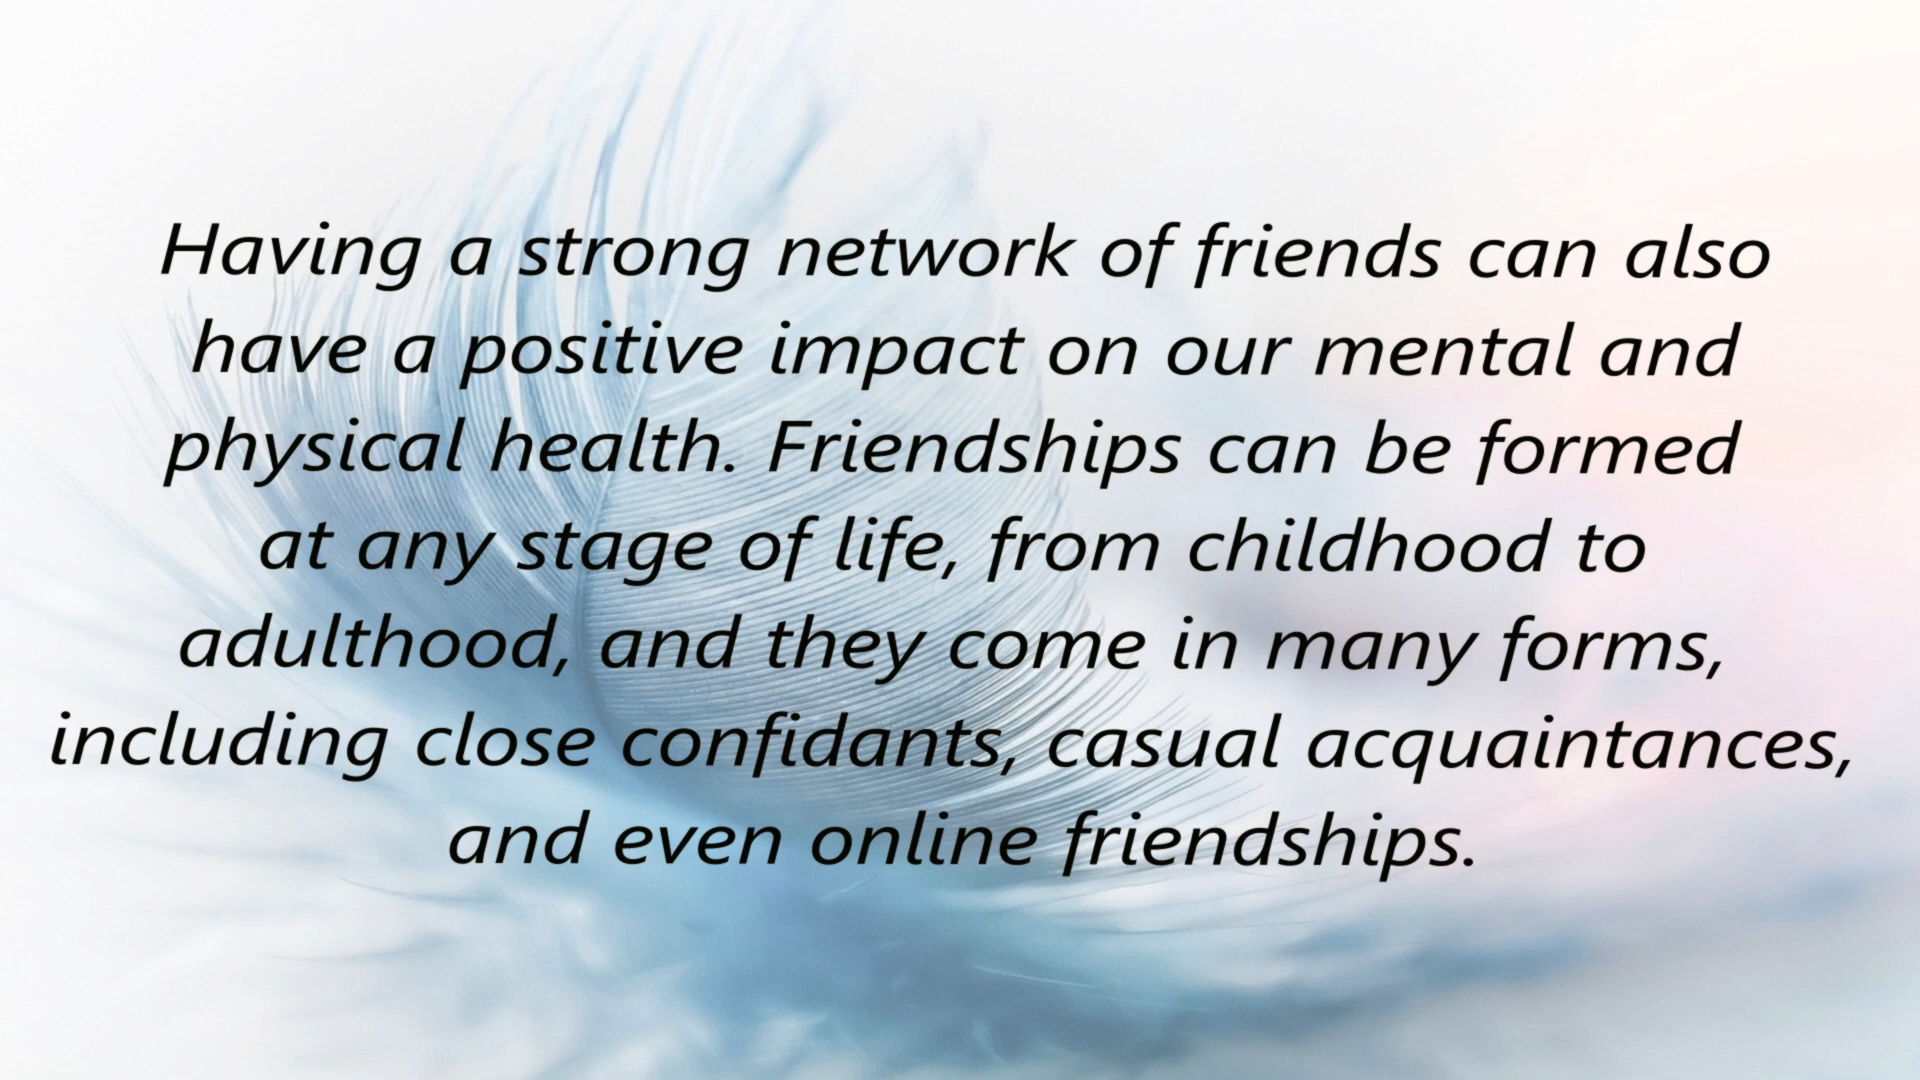 Having a strong network of friends can also
have a positive impact on our mental and
physical health. Friendships can be formed
at any stage of life, from childhood to
adulthood, and they come in many forms,
including close confidants, casual acquaintances,
and even online friendships.